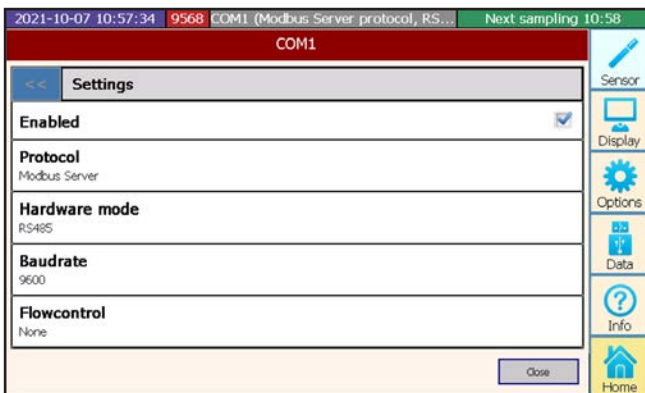 2021-10-07 10:57:34 9568 COM1 (Modbus Server protocol, RS... Next sampling 10:58
COM1
<< Settings
Enabled
Protocol
Modbus Server
Hardware mode
RS485
Baudrate
9600
Flowcontrol
None
Close
Sensor
Display
Options
Data
Info
Home